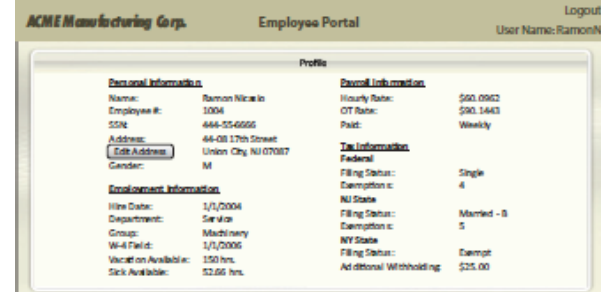 ACME Manufacturing Corp.
Employee Portal
Logout
User Name: RamonN
Profile
Personal Information
Name: Ramon Nicasio
Employee #: 1004
SSN: 444-55-6666
Address: 44-08 17th Street
Edit Address Union City, NJ 07087
Gender: M
Employment Information
Hire Date: 1/1/2004
Department: Service
Group: Machinery
W-4 Field: 1/1/2006
Vacation Available: 150 hrs.
Sick Available: 52.66 hrs.
Payroll Information
Hourly Rate: $60.0962
OT Rate: $90.1443
Paid: Weekly
Tax Information
Federal
Filing Status: Single
Exemptions: 4
NJ State
Filing Status: Married - B
Exemptions: 5
NY State
Filing Status: Exempt
Additional Withholding: $25.00